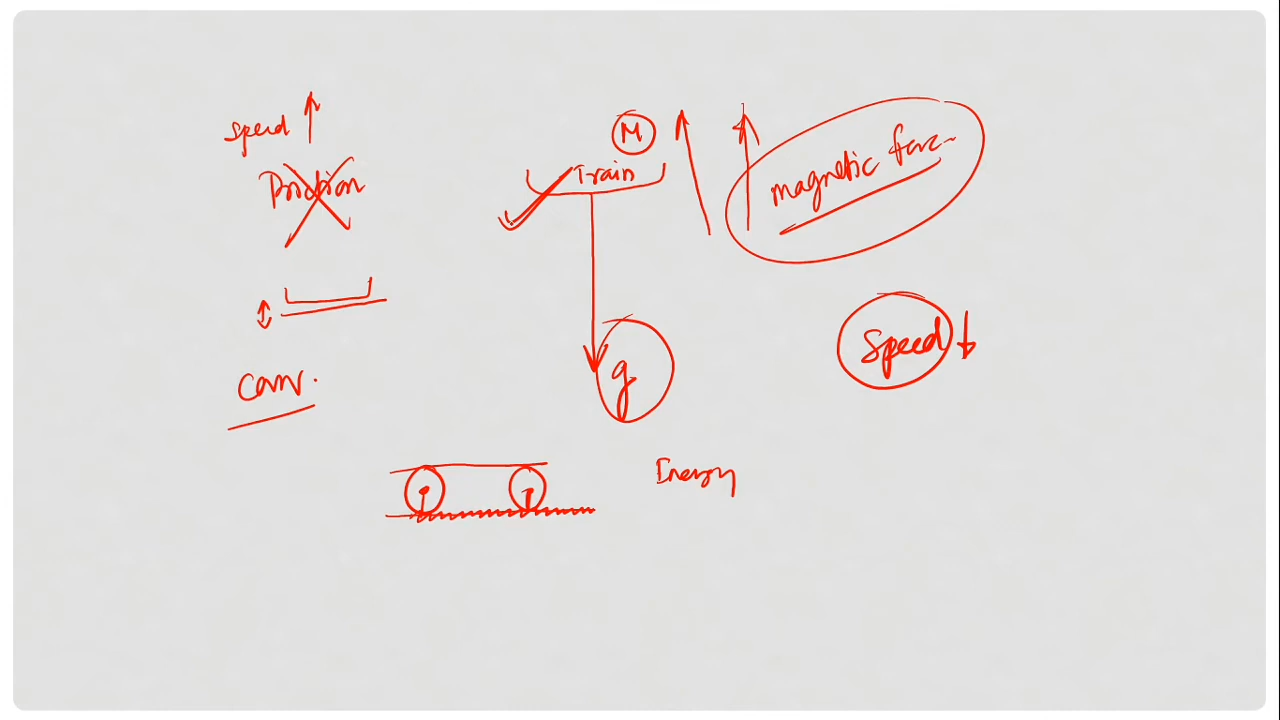 speed
Friction
conv.
M
Train
magnetic force
g
Speed
Energy